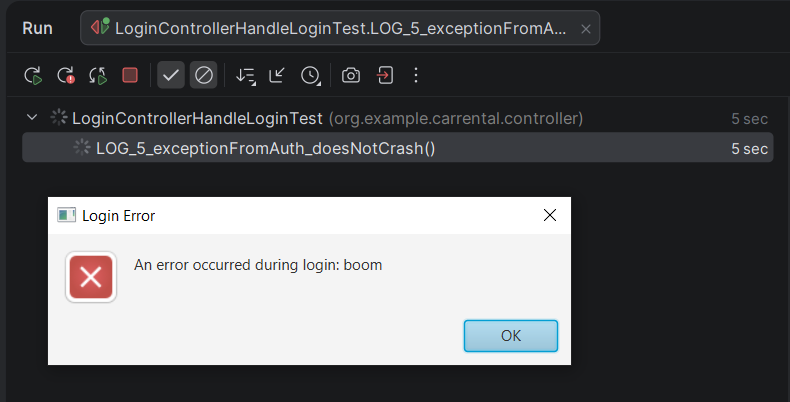 Run LoginControllerHandleLoginTest.LOG_5_exceptionFromA...
LoginControllerHandleLoginTest (org.example.carrental.controller) 5 sec
LOG_5_exceptionFromAuth_doesNotCrash() 5 sec
Login Error
An error occurred during login: boom
OK